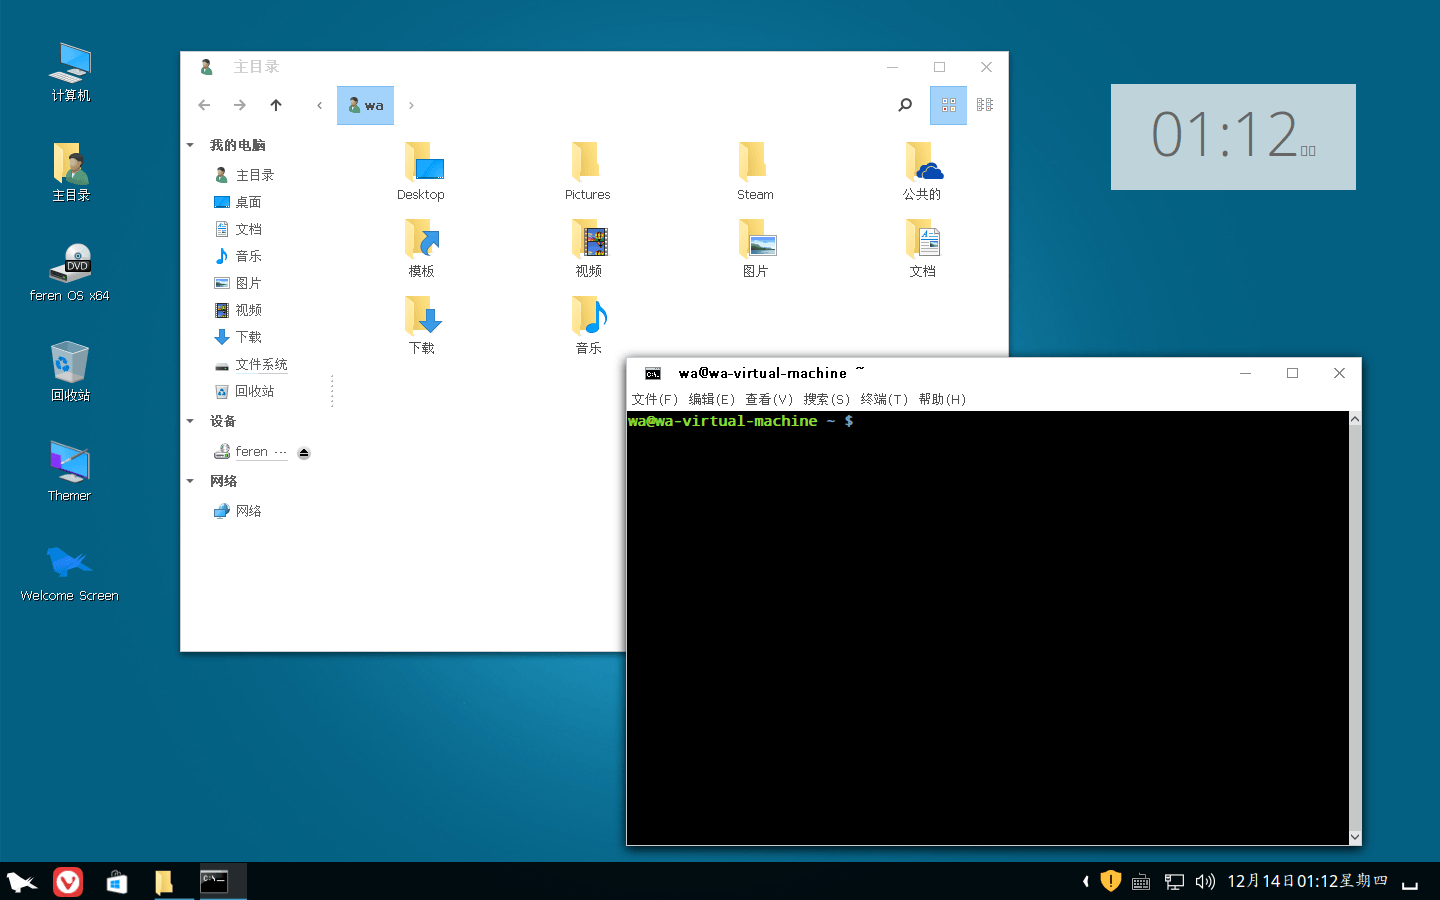 计算机
主目录
DVD
feren OS x64
回收站
Themer
Welcome Screen
主目录
wa
我的电脑
主目录
桌面
文档
音乐
图片
视频
下载
文件系统
回收站
设备
feren ···
网络
网络
Desktop
Pictures
Steam
公共的
模板
视频
图片
文档
下载
音乐
01:12
wa@wa-virtual-machine ~
文件(F) 编辑(E) 查看(V) 搜索(S) 终端(T) 帮助(H)
wa@wa-virtual-machine ~ $
12月14日01:12星期四